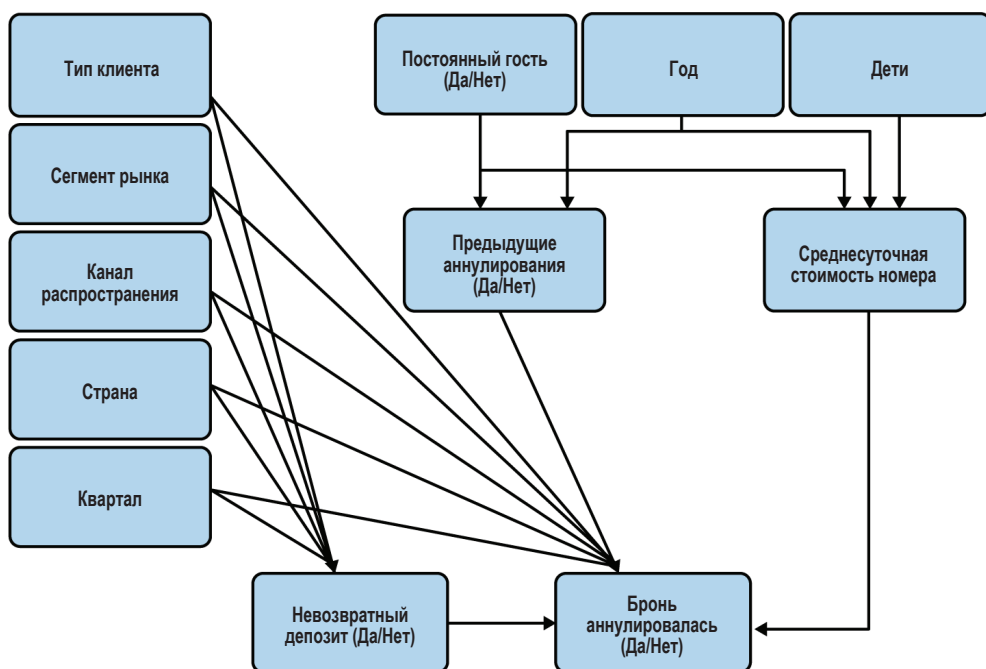 Тип клиента
Постоянный гость
(Да/Нет)
Год
Дети
Сегмент рынка
Канал
распространения
Предыдущие
аннулирования
(Да/Нет)
Среднесуточная
стоимость номера
Страна
Квартал
Невозвратный
депозит (Да/Нет)
Бронь
аннулировалась
(Да/Нет)